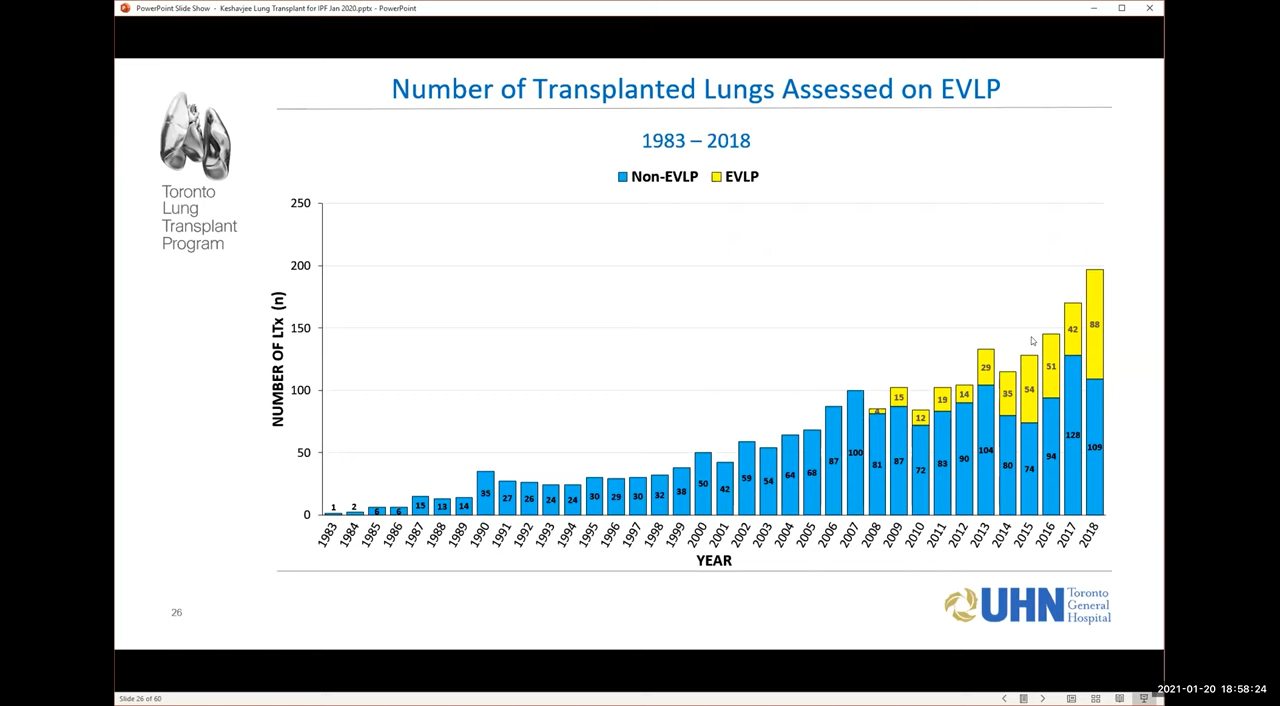 PowerPoint Slide Show - Keshavjee Lung Transplant for IPF Jan 2020.pptx - PowerPoint
Number of Transplanted Lungs Assessed on EVLP
1983 – 2018
Non-EVLP EVLP
Toronto
Lung
Transplant
Program
NUMBER OF LTx (n)
250
200
150
100
50
0
1 2 6 6 15 13 14 35 27 26 24 24 30 29 30 32 38 50 42 59 54 64 68 87 100 81 87 72 83 90 104 80 74 94 128 109
4 15 12 19 14 29 35 54 51 42 88
1983 1984 1985 1986 1987 1988 1989 1990 1991 1992 1993 1994 1995 1996 1997 1998 1999 2000 2001 2002 2003 2004 2005 2006 2007 2008 2009 2010 2011 2012 2013 2014 2015 2016 2017 2018
YEAR
26
UHN
Toronto
General
Hospital
Slide 26 of 60
2021-01-20 18:58:24